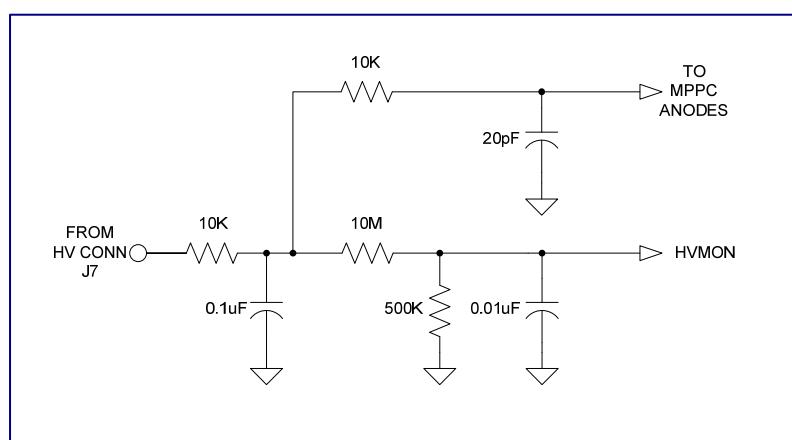 10K
TO
MPPC
ANODES
20pF
FROM
HV CONN
J7
10K
10M
HVMON
0.1uF
500K
0.01uF